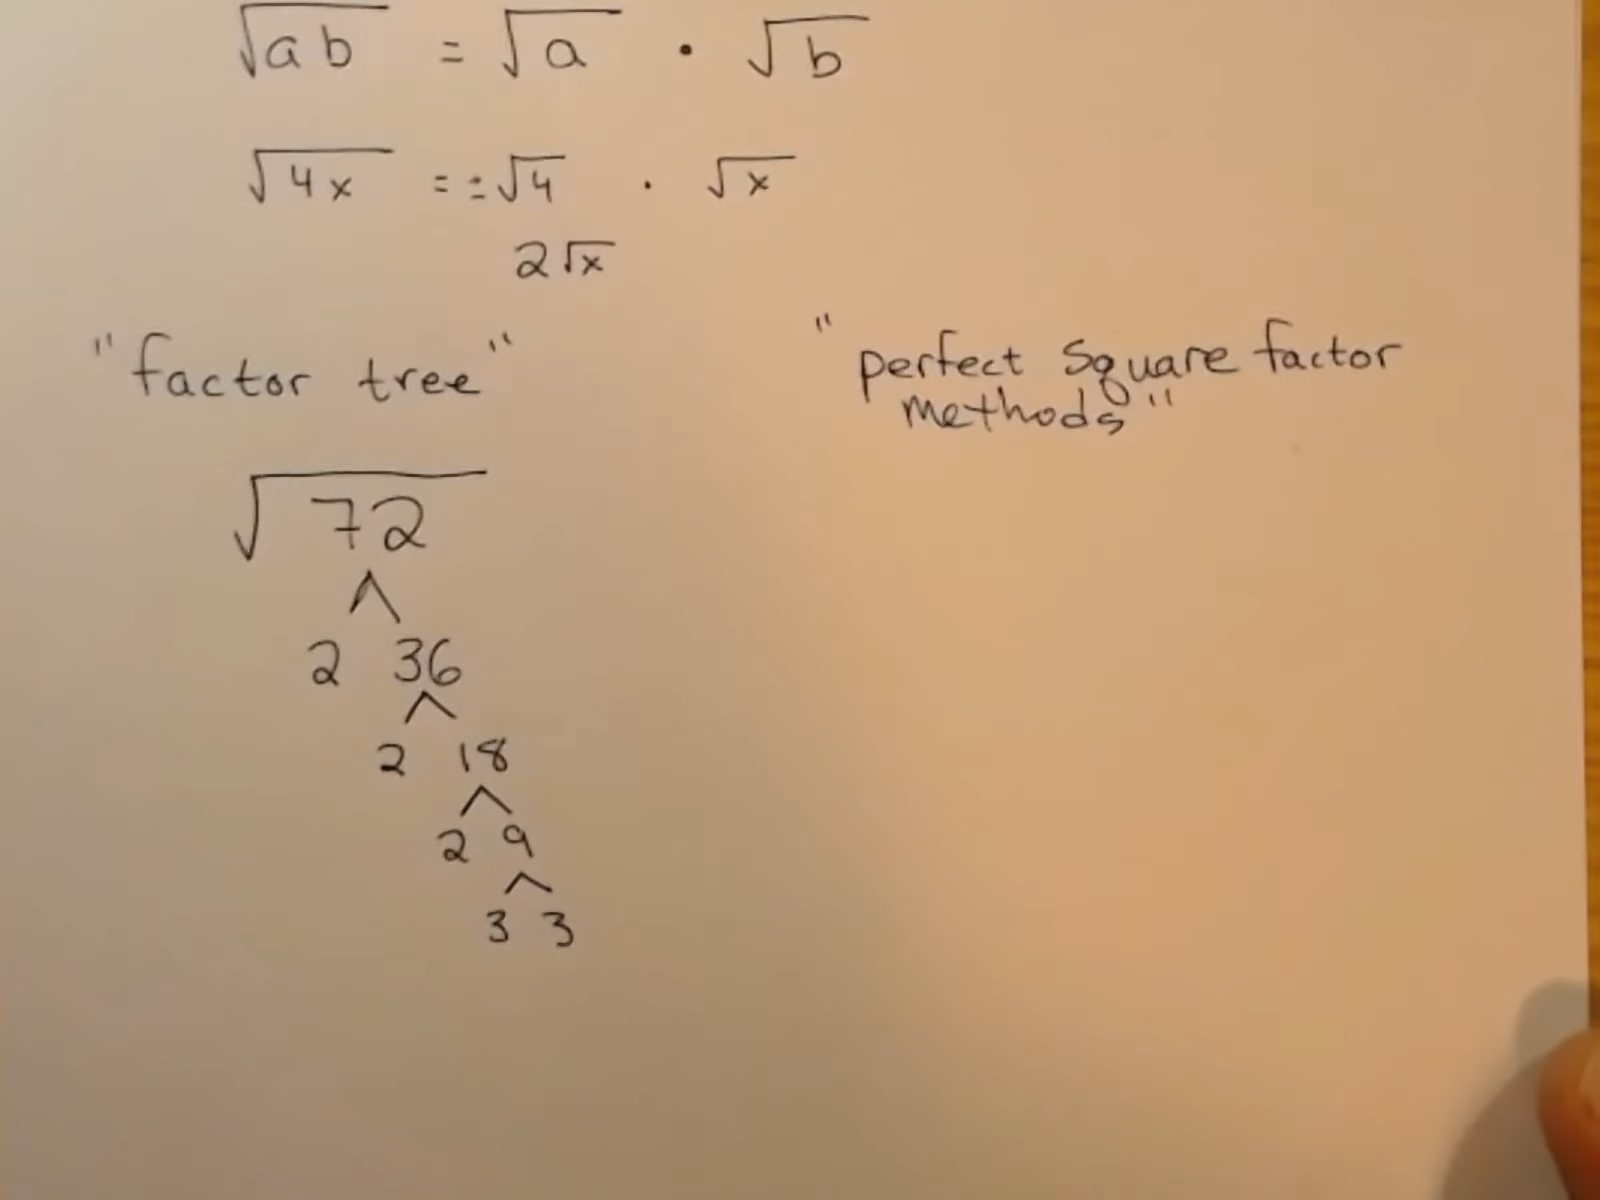 √ab = √a · √b
√4x = ±√4 · √x
2√x
"factor tree"
"perfect square factor
methods"
√72
2 36
2 18
2 9
3 3